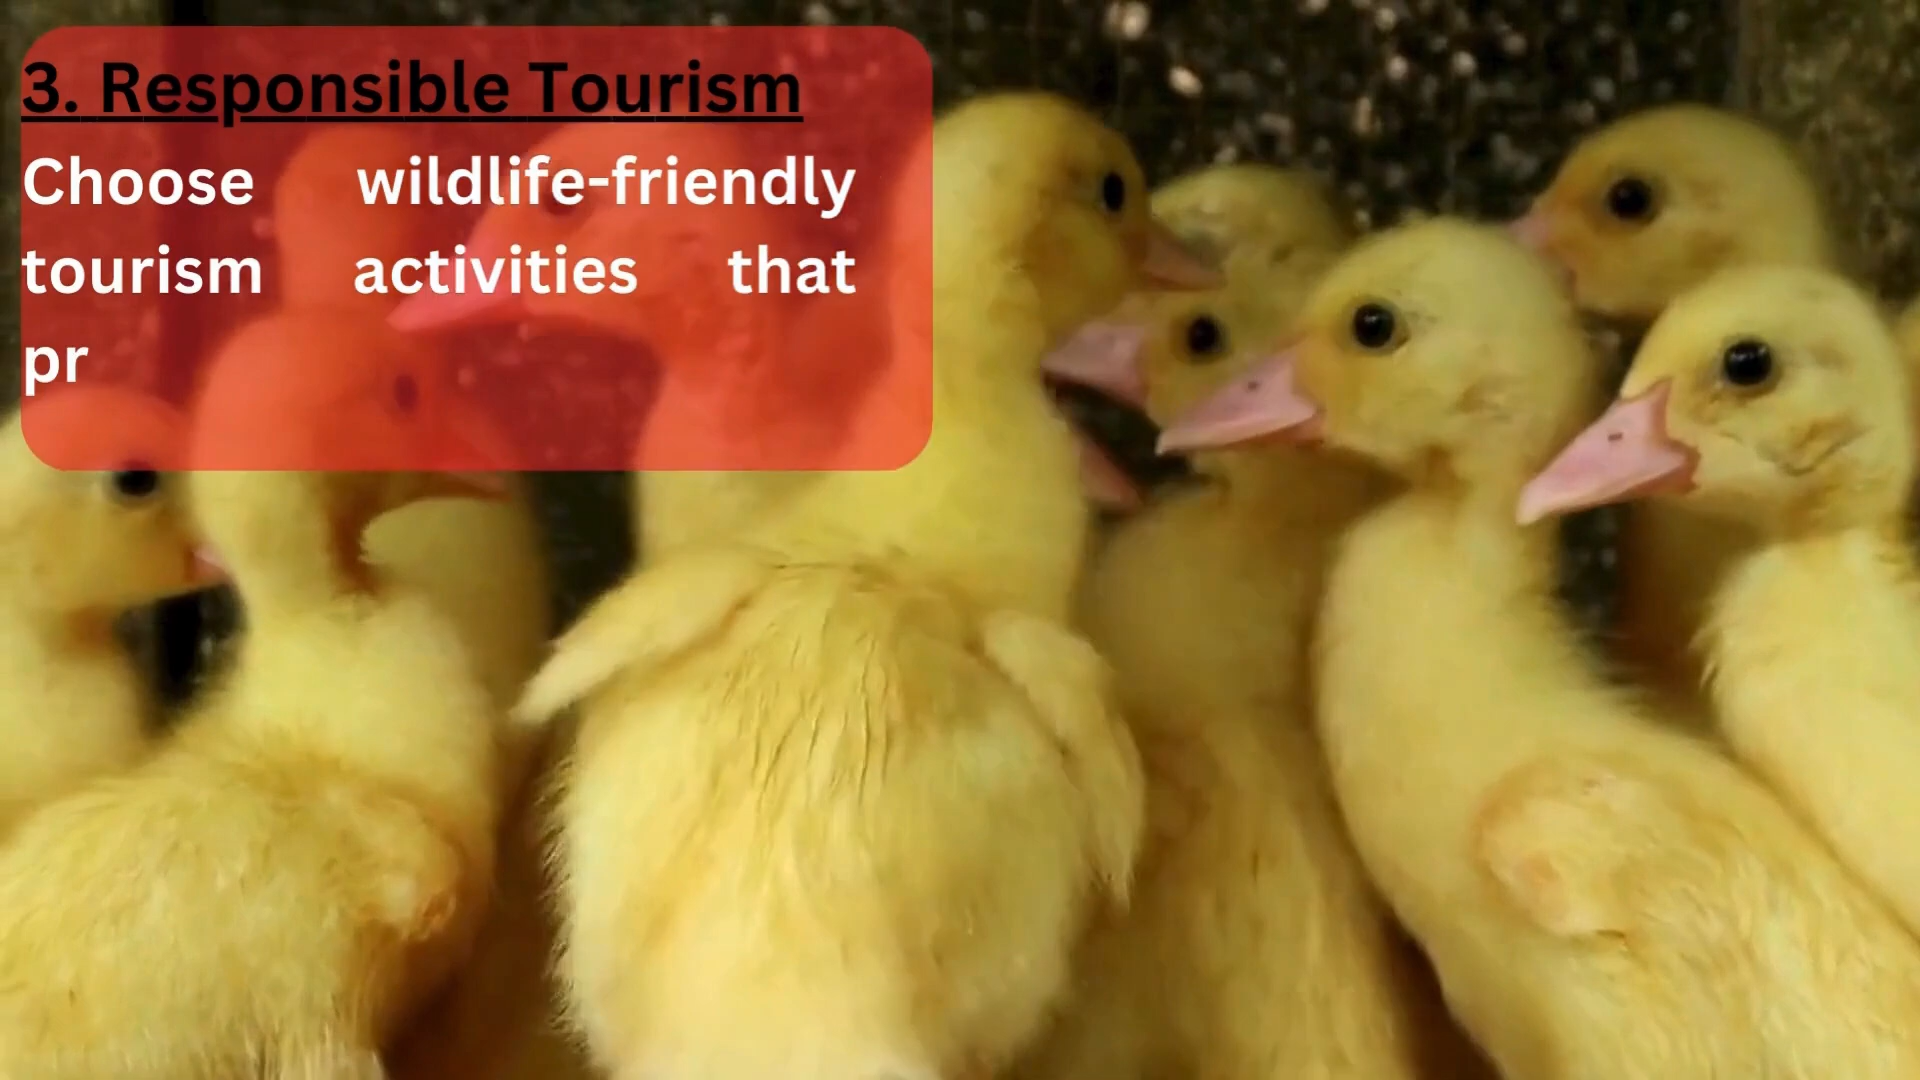 3. Responsible Tourism
Choose wildlife-friendly
tourism activities that
pr